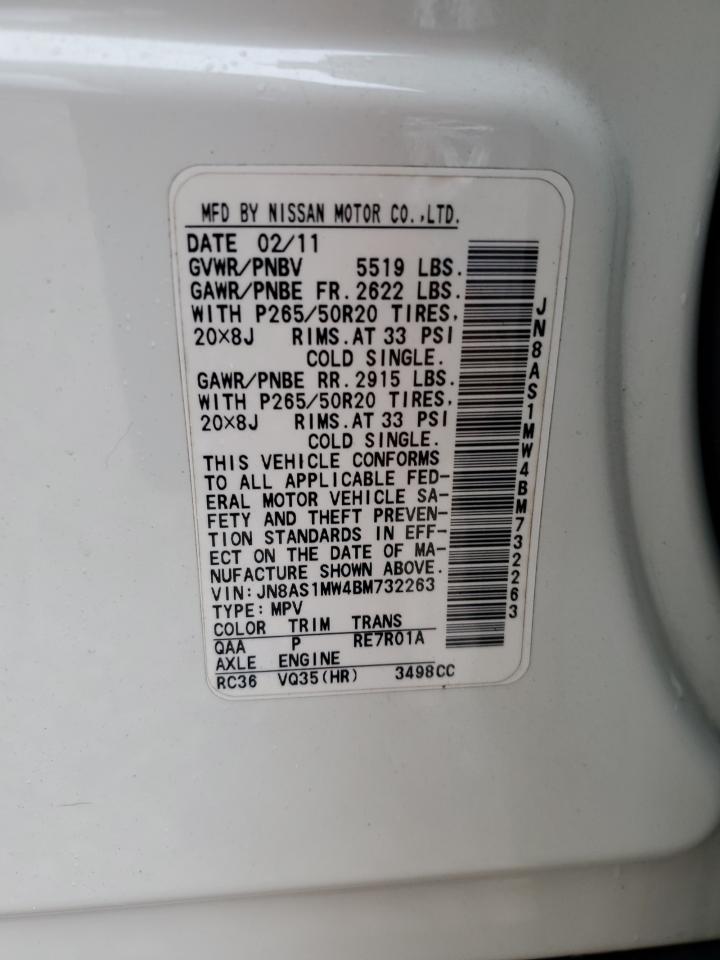 MFD BY NISSAN MOTOR CO.,LTD.
DATE 02/11
GVWR/PNBV 5519 LBS.
GAWR/PNBE FR. 2622 LBS.
WITH P265/50R20 TIRES,
20×8J RIMS.AT 33 PSI
COLD SINGLE.
GAWR/PNBE RR. 2915 LBS.
WITH P265/50R20 TIRES,
20×8J RIMS.AT 33 PSI
COLD SINGLE.
THIS VEHICLE CONFORMS
TO ALL APPLICABLE FED-
ERAL MOTOR VEHICLE SA-
FETY AND THEFT PREVEN-
TION STANDARDS IN EFF-
ECT ON THE DATE OF MA-
NUFACTURE SHOWN ABOVE.
VIN:JN8AS1MW4BM732263
TYPE:MPV
COLOR TRIM TRANS
QAA P RE7R01A
AXLE ENGINE
RC36 VQ35(HR) 3498CC
JN8AS1MW4BM732263